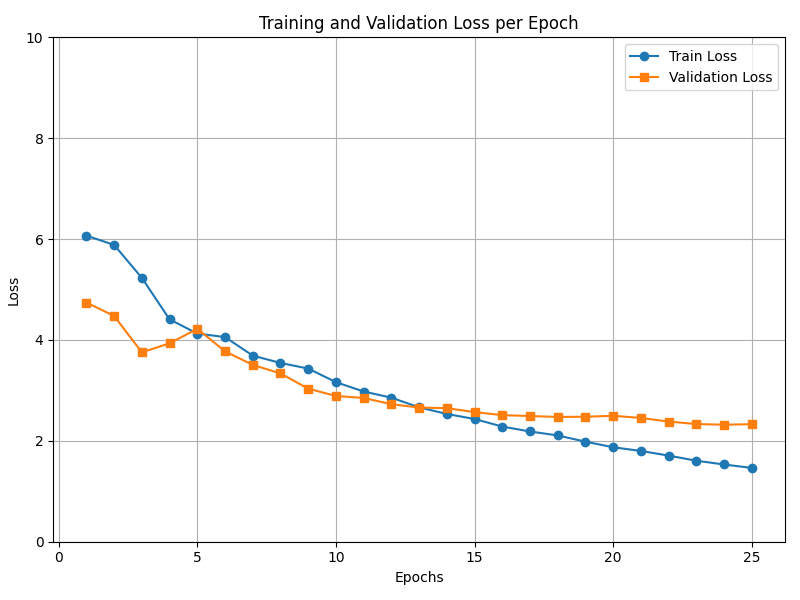 Training and Validation Loss per Epoch
10
8
6
4
2
0
Loss
Train Loss
Validation Loss
0 5 10 15 20 25
Epochs